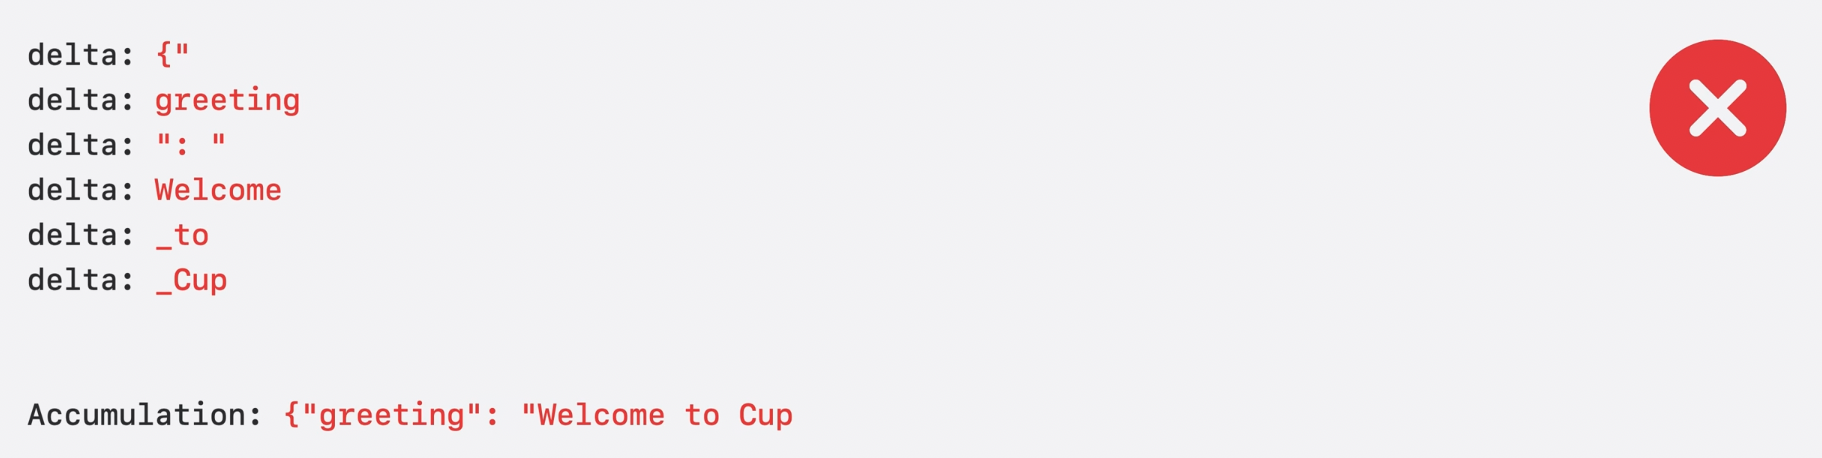 delta: {"
delta: greeting
delta: ": "
delta: Welcome
delta: _to
delta: _Cup
Accumulation: {"greeting": "Welcome to Cup